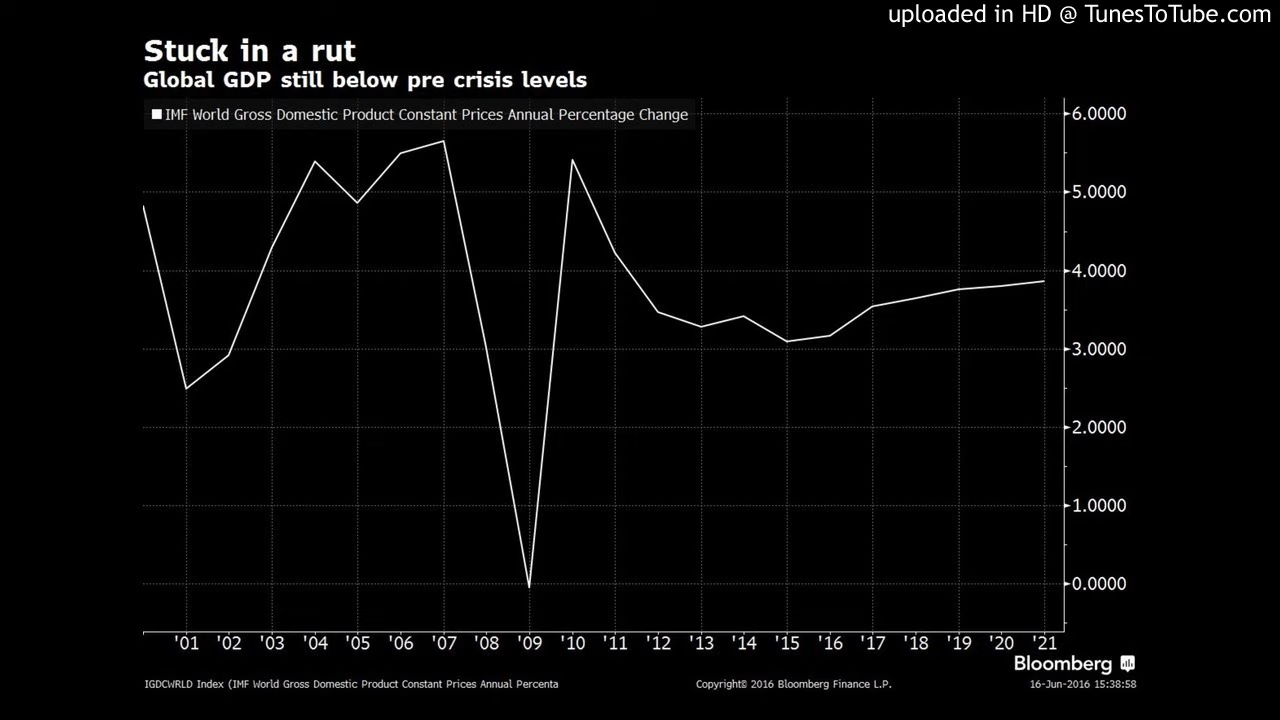 uploaded in HD @ TunesToTube.com
Stuck in a rut
Global GDP still below pre crisis levels
IMF World Gross Domestic Product Constant Prices Annual Percentage Change
6.0000
5.0000
4.0000
3.0000
2.0000
1.0000
0.0000
'01 '02 '03 '04 '05 '06 '07 '08 '09 '10 '11 '12 '13 '14 '15 '16 '17 '18 '19 '20 '21
Bloomberg
IGDCWRLD Index (IMF World Gross Domestic Product Constant Prices Annual Percenta Copyright© 2016 Bloomberg Finance L.P. 16-Jun-2016 15:38:58